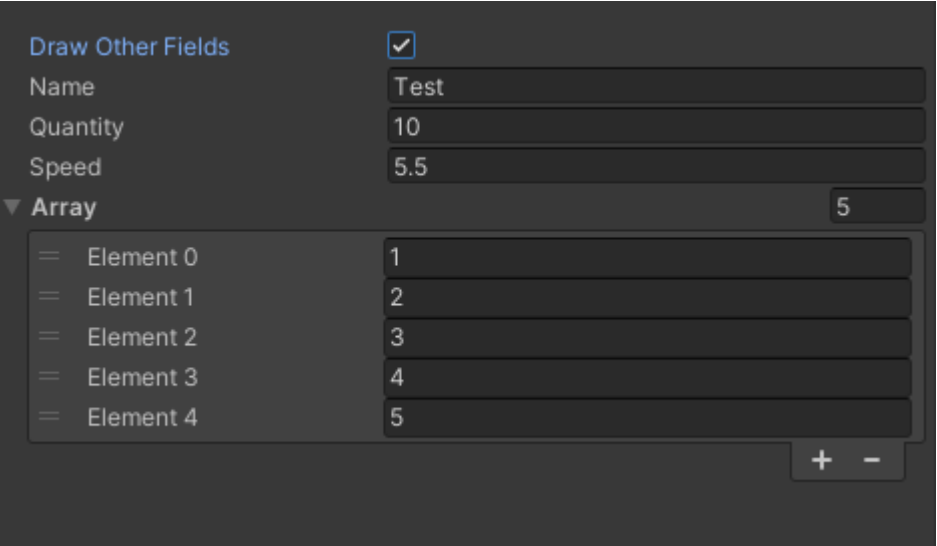 Draw Other Fields
Name Test
Quantity 10
Speed 5.5
Array 5
Element 0 1
Element 1 2
Element 2 3
Element 3 4
Element 4 5
+ -